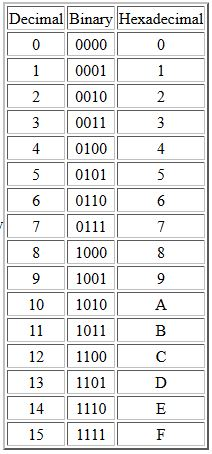 Decimal Binary Hexadecimal
0 0000 0
1 0001 1
2 0010 2
3 0011 3
4 0100 4
5 0101 5
6 0110 6
7 0111 7
8 1000 8
9 1001 9
10 1010 A
11 1011 B
12 1100 C
13 1101 D
14 1110 E
15 1111 F